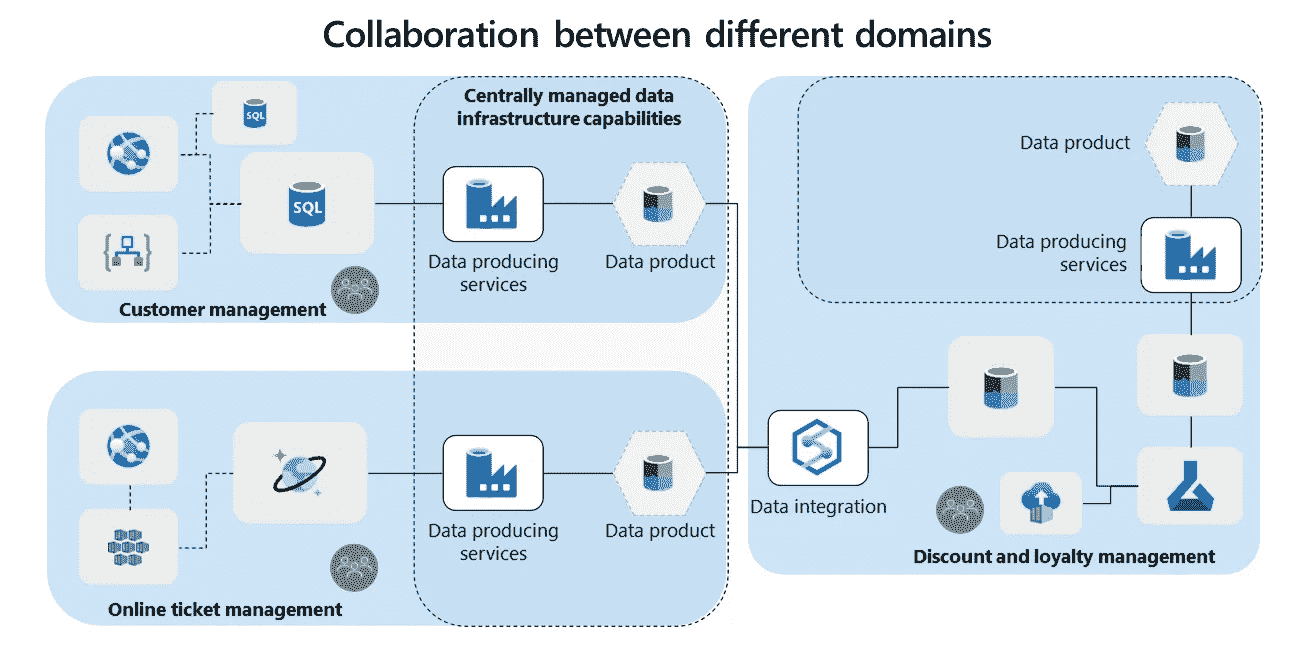 Collaboration between different domains
Centrally managed data
infrastructure capabilities
SQL
SQL
Data producing
services
Data product
Customer management
Data producing
services
Data product
Online ticket management
Data product
Data producing
services
Data integration
Discount and loyalty management